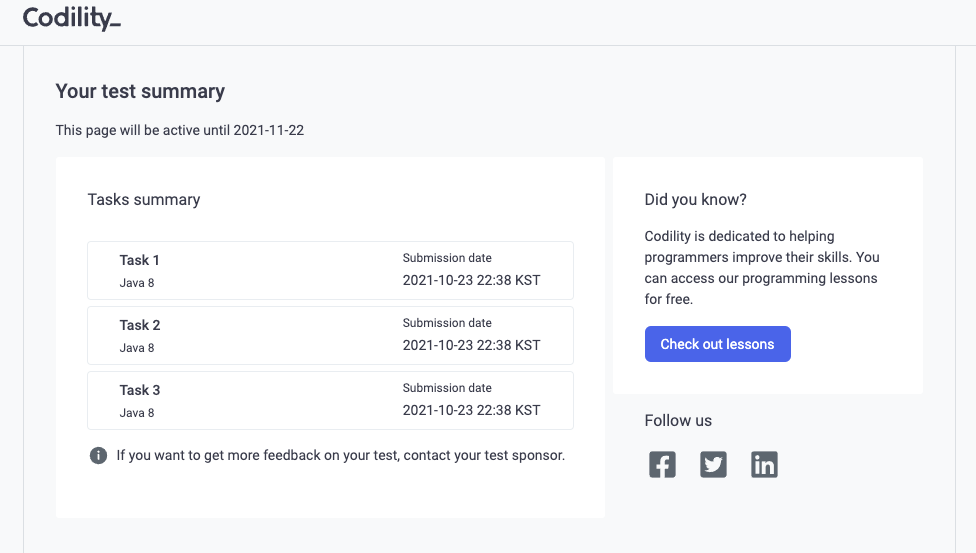 Codility_
Your test summary
This page will be active until 2021-11-22
Tasks summary
Task 1
Java 8
Submission date
2021-10-23 22:38 KST
Task 2
Java 8
Submission date
2021-10-23 22:38 KST
Task 3
Java 8
Submission date
2021-10-23 22:38 KST
If you want to get more feedback on your test, contact your test sponsor.
Did you know?
Codility is dedicated to helping
programmers improve their skills. You
can access our programming lessons
for free.
Check out lessons
Follow us